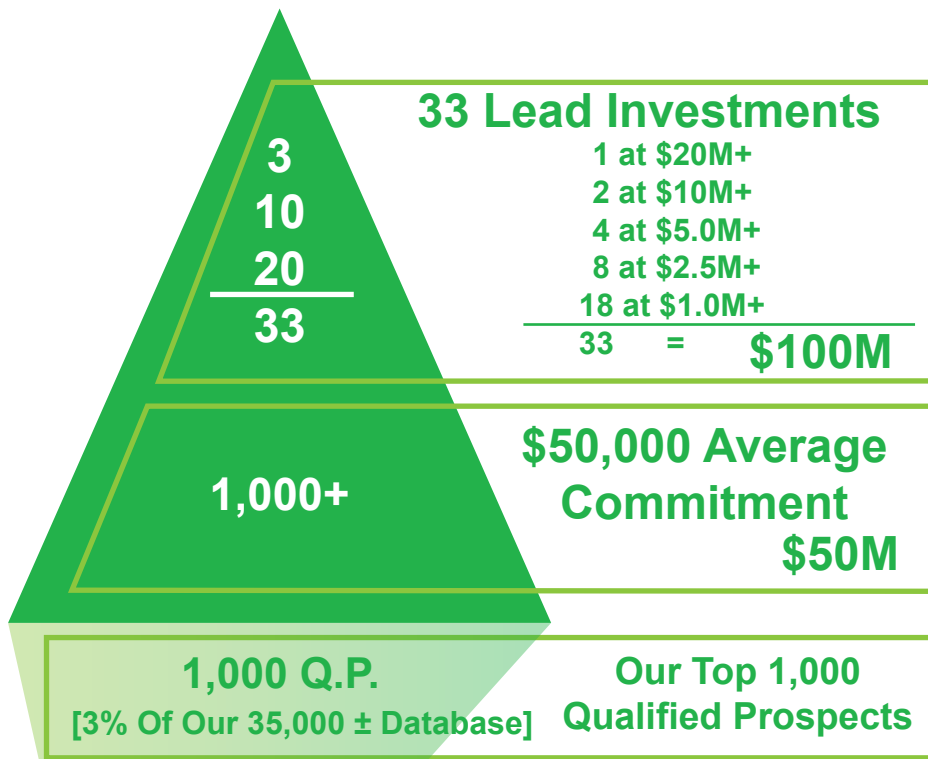 3
10
20
33
33 Lead Investments
1 at $20M+
2 at $10M+
4 at $5.0M+
8 at $2.5M+
18 at $1.0M+
33 = $100M
1,000+
$50,000 Average
Commitment
$50M
1,000 Q.P.
[3% Of Our 35,000 ± Database]
Our Top 1,000
Qualified Prospects